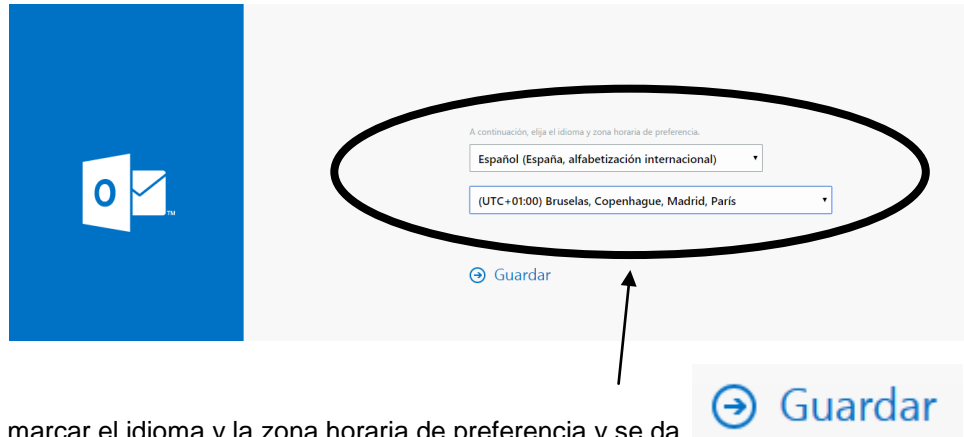 A continuación, elija el idioma y zona horaria de preferencia.
Español (España, alfabetización internacional)
(UTC+01:00) Bruselas, Copenhague, Madrid, París
O
TM
Guardar
Guardar
marcar el idioma y la zona horaria de preferencia y se da